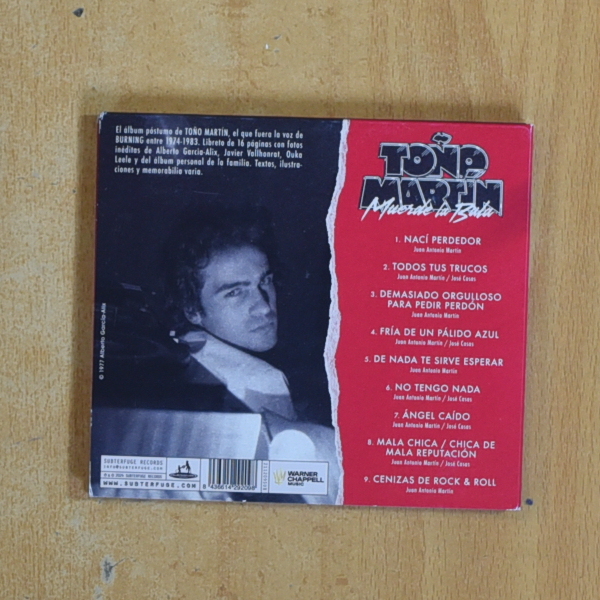 El álbum póstumo de TOÑO MARTÍN, el que fuera la voz de
BURNING entre 1974-1983. Libreto de 16 páginas con fotos
inéditas de Alberto García-Alix, Javier Vallhonrat, Ouka
Leele y del álbum personal de la familia. Textos, ilustra-
ciones y memorabilia varia.
© 1977 Alberto García-Alix
TOÑO
MARTÍN
Muerde la Bala
1. NACÍ PERDEDOR
Juan Antonio Martín
2. TODOS TUS TRUCOS
Juan Antonio Martín / José Casas
3. DEMASIADO ORGULLOSO
PARA PEDIR PERDÓN
Juan Antonio Martín
4. FRÍA DE UN PÁLIDO AZUL
Juan Antonio Martín / José Casas
5. DE NADA TE SIRVE ESPERAR
Juan Antonio Martín
6. NO TENGO NADA
Juan Antonio Martín / José Casas
7. ÁNGEL CAÍDO
Juan Antonio Martín / José Casas
8. MALA CHICA / CHICA DE
MALA REPUTACIÓN
Juan Antonio Martín / José Casas
9. CENIZAS DE ROCK & ROLL
Juan Antonio Martín
SUBTERFUGE RECORDS
info@subterfuge.com
WWW.SUBTERFUGE.COM
8 436614 292098
WARNER
CHAPPELL
MUSIC